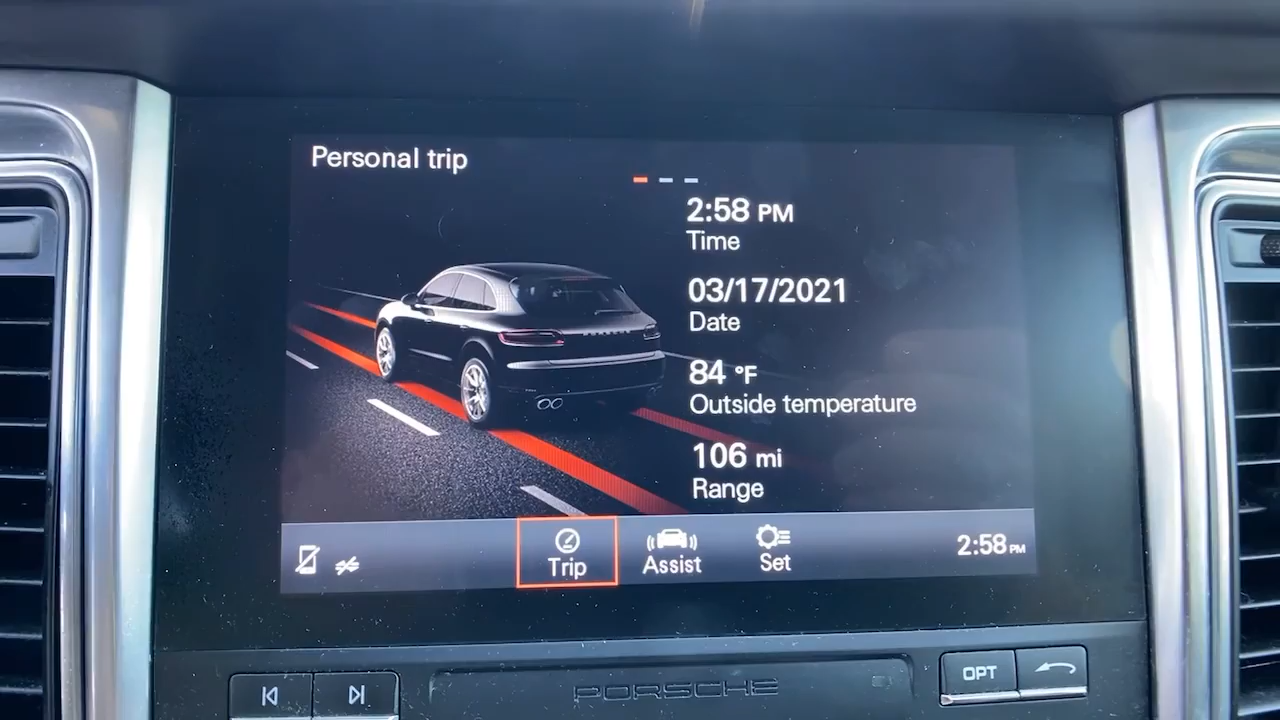 Personal trip
2:58 PM
Time
03/17/2021
Date
84 °F
Outside temperature
106 mi
Range
Trip
Assist
Set
2:58 PM
OPT
PORSCHE